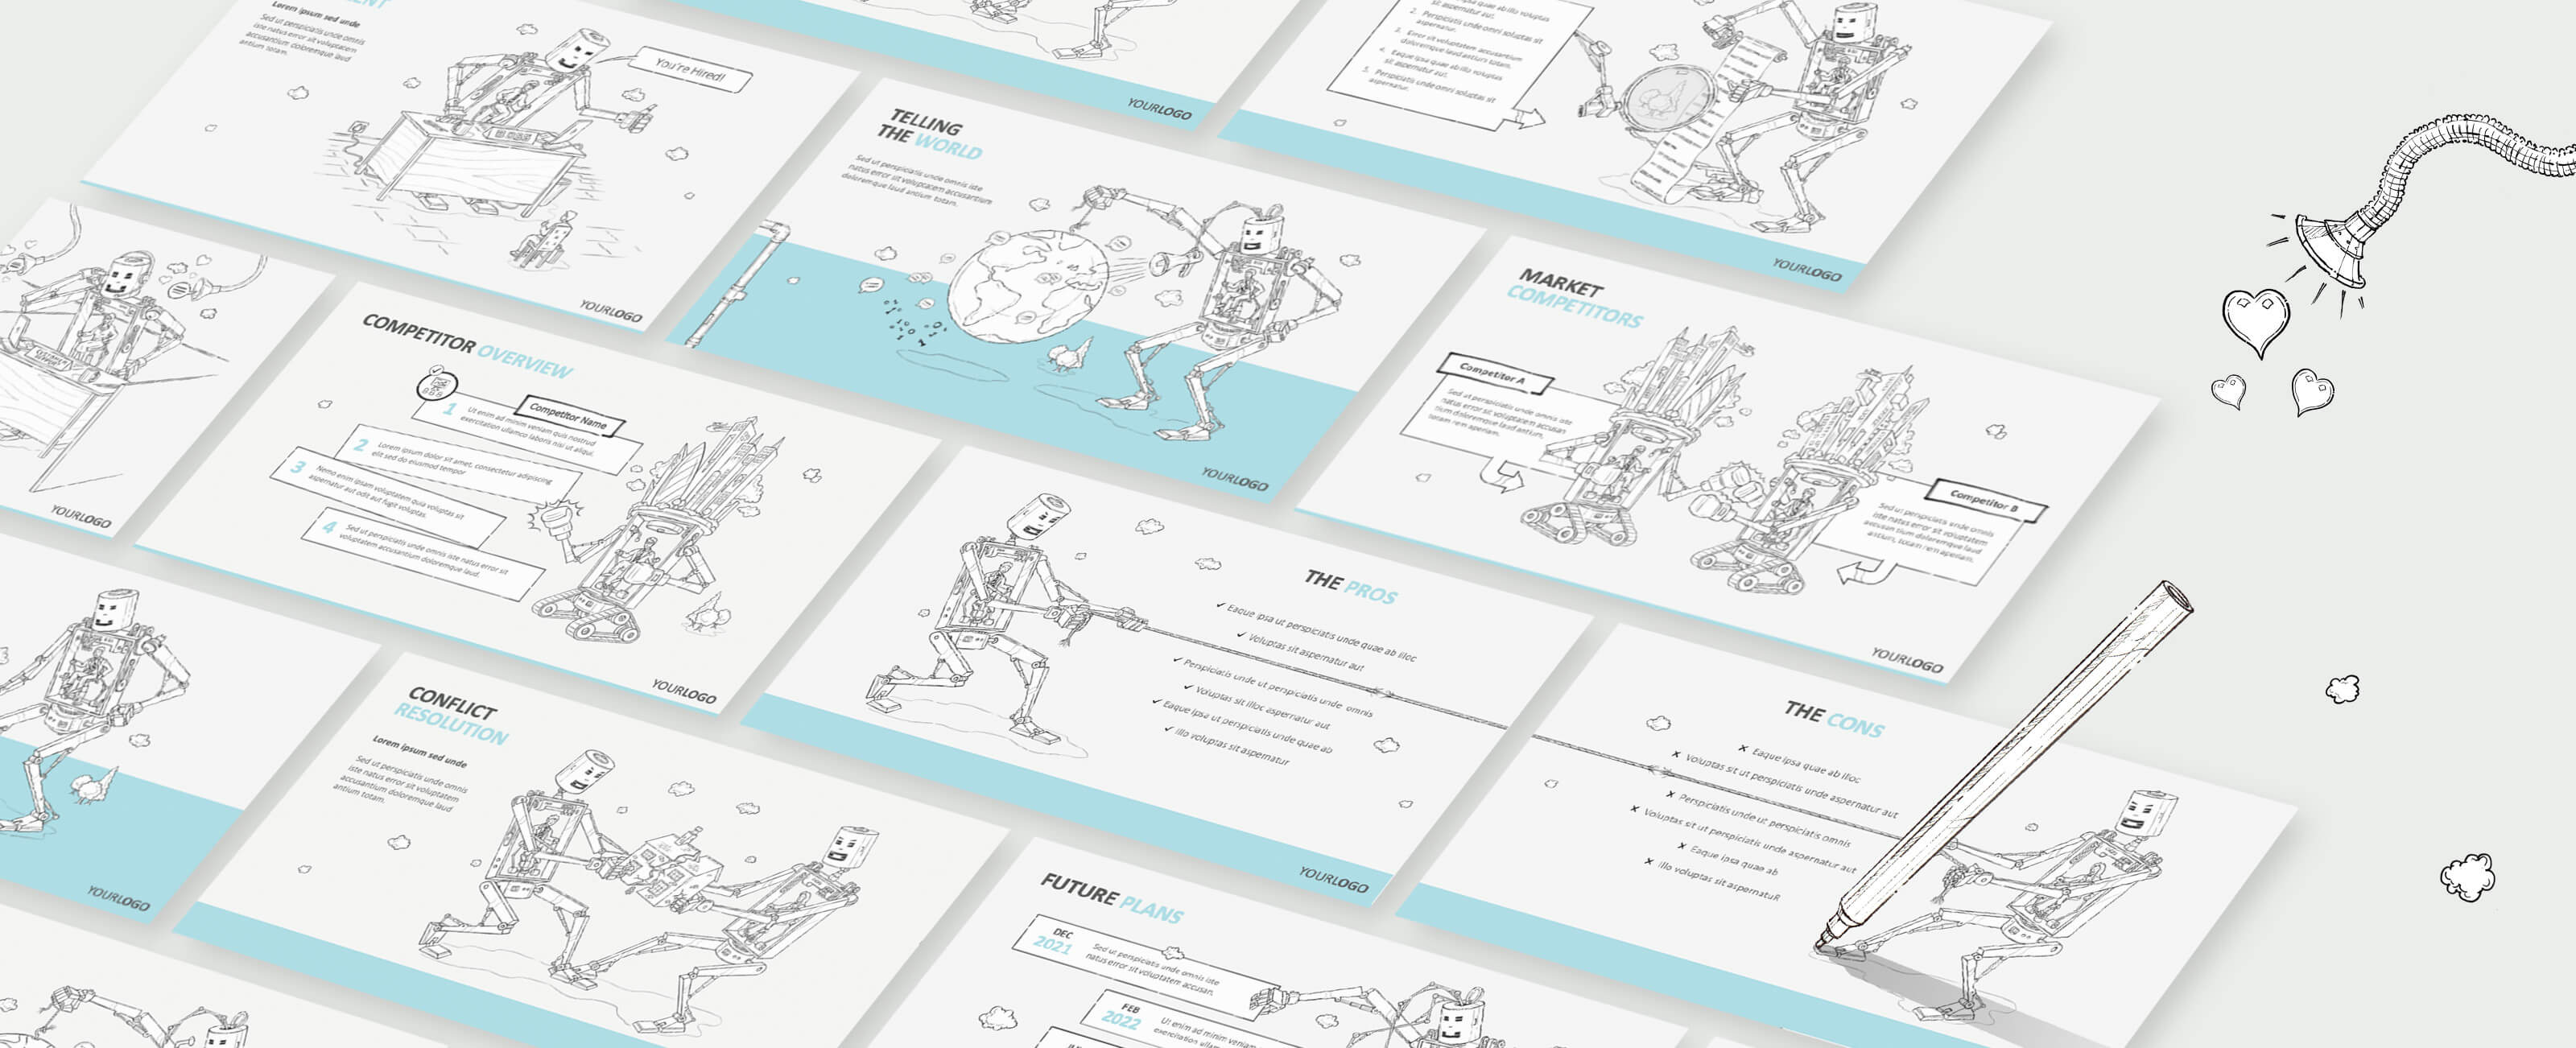 Lorem ipsum sed unde
Sed ut perspiciatis unde omnis
iste natus error sit voluptatem
accusantium doloremque laud
antium totam.
You're Hired!
YOURLOGO
YOURLOGO
2. Perspiciatis unde omnis iste
aspernatur aut.
3. Error sit voluptatem accusantium
doloremque laud antium totam.
4. Eaque ipsa quae ab illo voluptas
sit aspernatur aut.
5. Perspiciatis unde omni soluptas sit
aspernatur.
YOURLOGO
TELLING
THE WORLD
Sed ut perspiciatis unde omnis iste
natus error sit voluptatem accusantium
doloremque laud antium totam.
YOURLOGO
MARKET
COMPETITORS
Competitor A
Sed ut perspiciatis unde omnis iste
natus error sit voluptatem accusan
tium doloremque laud antium,
totam rem aperiam.
Competitor B
Sed ut perspiciatis unde omnis
iste natus error sit voluptatem
accusan tium doloremque laud
antium, totam rem aperiam.
YOURLOGO
YOURLOGO
COMPETITOR OVERVIEW
Competitor Name
1 Ut enim ad minim veniam quis nostrud
exercitation ullamco laboris nisi ut aliqui.
2 Lorem ipsum dolor sit amet, consectetur adipiscing
elit sed do eiusmod tempor
3 Nemo enim ipsam voluptatem quia voluptas sit
aspernatur aut odit aut fugit voluptas.
4 Sed ut perspiciatis unde omnis iste natus error sit
voluptatem accusantium doloremque laud.
YOURLOGO
THE PROS
✓ Eaque ipsa ut perspiciatis unde quae ab illoc
✓ Voluptas sit aspernatur aut
✓ Perspiciatis unde ut perspiciatis unde omnis
✓ Voluptas sit illoc aspernatur aut
✓ Eaque ipsa ut perspiciatis unde quae ab
✓ Illo voluptas sit aspernatur
YOURLOGO
THE CONS
x Eaque ipsa quae ab illoc
x Voluptas sit ut perspiciatis unde aspernatur aut
x Perspiciatis unde ut perspiciatis unde omnis
x Voluptas sit ut perspiciatis unde aspernatur aut
x Eaque ipsa quae ab
x Illo voluptas sit aspernatuR
YOURLOGO
CONFLICT
RESOLUTION
Lorem ipsum sed unde
Sed ut perspiciatis unde omnis
iste natus error sit voluptatem
accusantium doloremque laud
antium totam.
FUTURE PLANS
DEC
2021
Sed ut perspiciatis unde omnis iste
natus error sit voluptatem accusan.
FEB
2022
Ut enim ad minim veniam